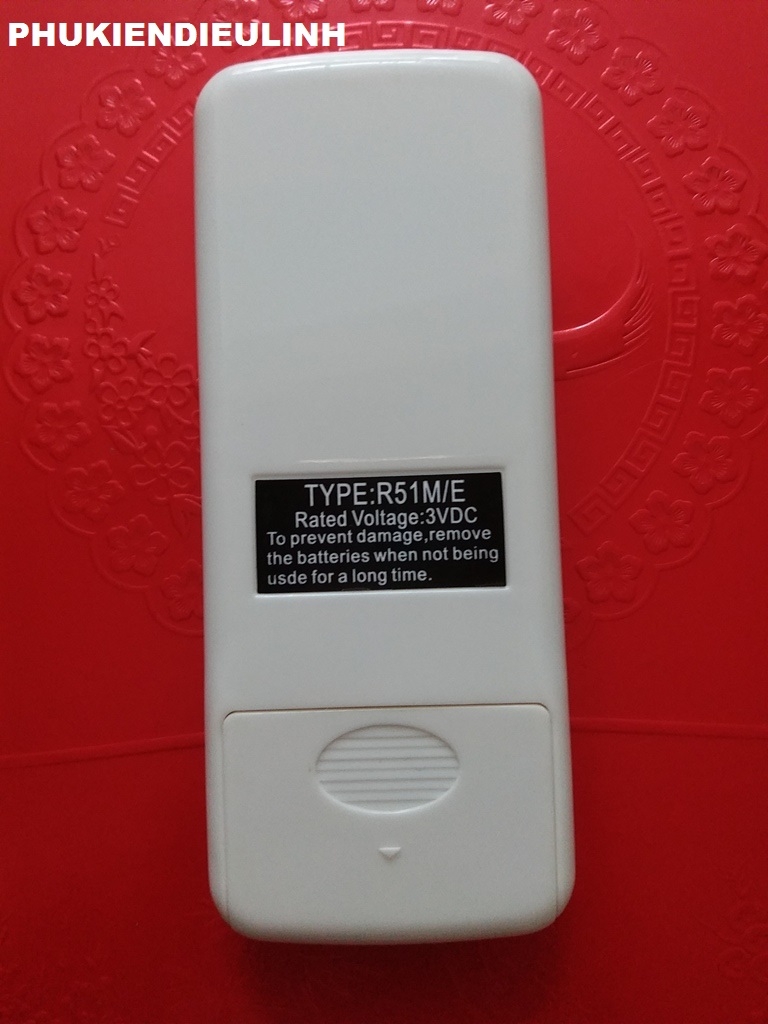 PHUKIENDIEULINH
TYPE:R51M/E
Rated Voltage:3VDC
To prevent damage,remove
the batteries when not being
usde for a long time.